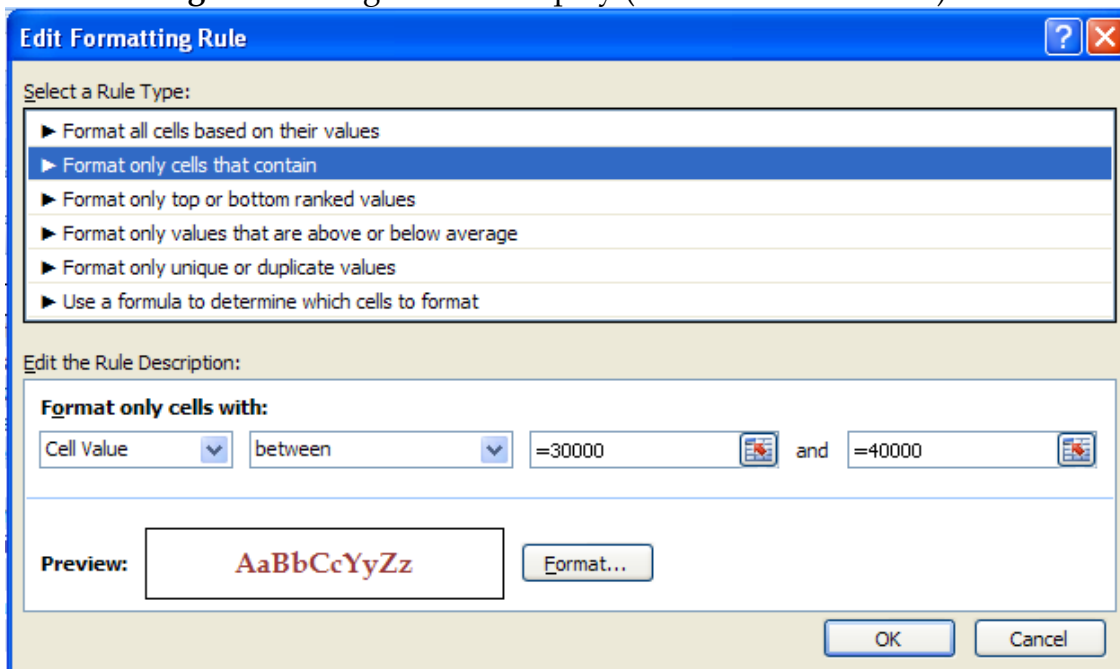 Edit Formatting Rule ?
Select a Rule Type:
► Format all cells based on their values
► Format only cells that contain
► Format only top or bottom ranked values
► Format only values that are above or below average
► Format only unique or duplicate values
► Use a formula to determine which cells to format
Edit the Rule Description:
Format only cells with:
Cell Value between =30000 and =40000
Preview: AaBbCcYyZz Format...
OK Cancel